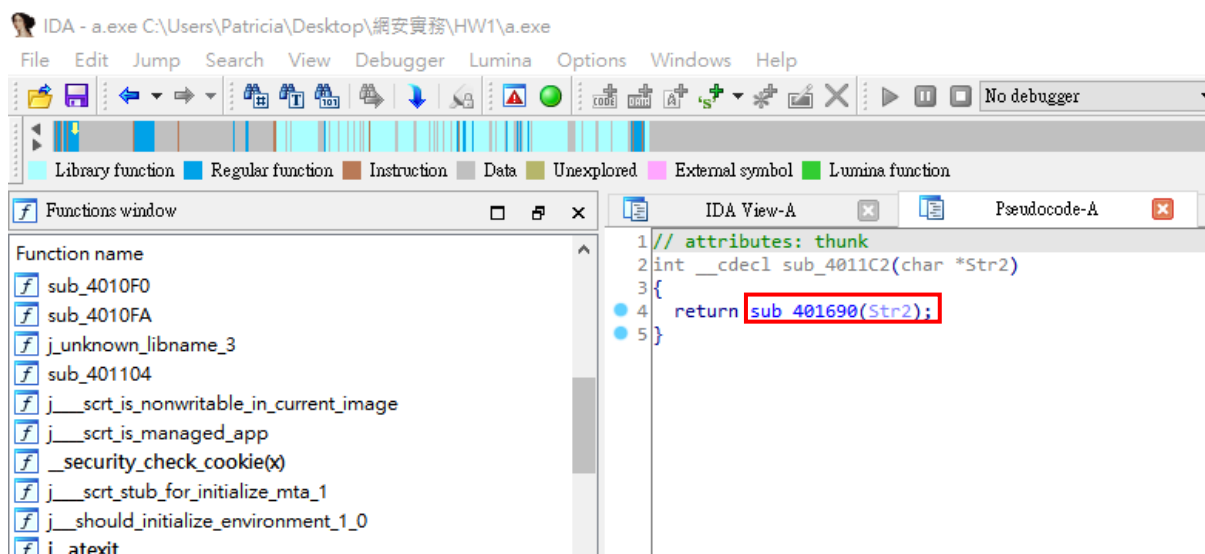 IDA - a.exe C:\Users\Patricia\Desktop\網安實務\HW1\a.exe
File Edit Jump Search View Debugger Lumina Options Windows Help
No debugger
Library function Regular function Instruction Data Unexplored External symbol Lumina function
Functions window
IDA View-A
Pseudocode-A
Function name
sub_4010F0
sub_4010FA
j_unknown_libname_3
sub_401104
j___scrt_is_nonwritable_in_current_image
j___scrt_is_managed_app
__security_check_cookie(x)
j___scrt_stub_for_initialize_mta_1
j__should_initialize_environment_1_0
j__atexit
1 // attributes: thunk
2 int __cdecl sub_4011C2(char *Str2)
3 {
4 return sub_401690(Str2);
5 }